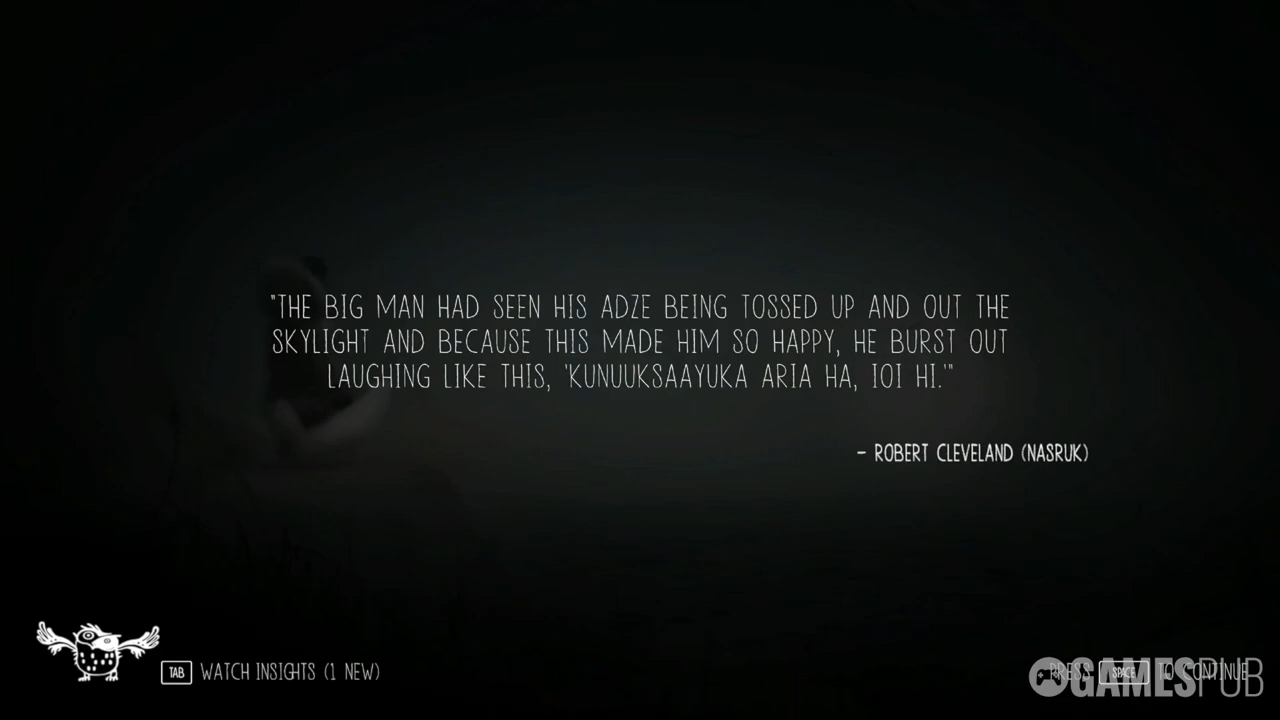 "THE BIG MAN HAD SEEN HIS ADZE BEING TOSSED UP AND OUT THE
SKYLIGHT AND BECAUSE THIS MADE HIM SO HAPPY, HE BURST OUT
LAUGHING LIKE THIS, 'KUNUUKSAAYUKA ARIA HA, IOI HI.'"
– ROBERT CLEVELAND (NASRUK)
TAB WATCH INSIGHTS (1 NEW)
PRESS SPACE TO CONTINUE
GAMESPUB